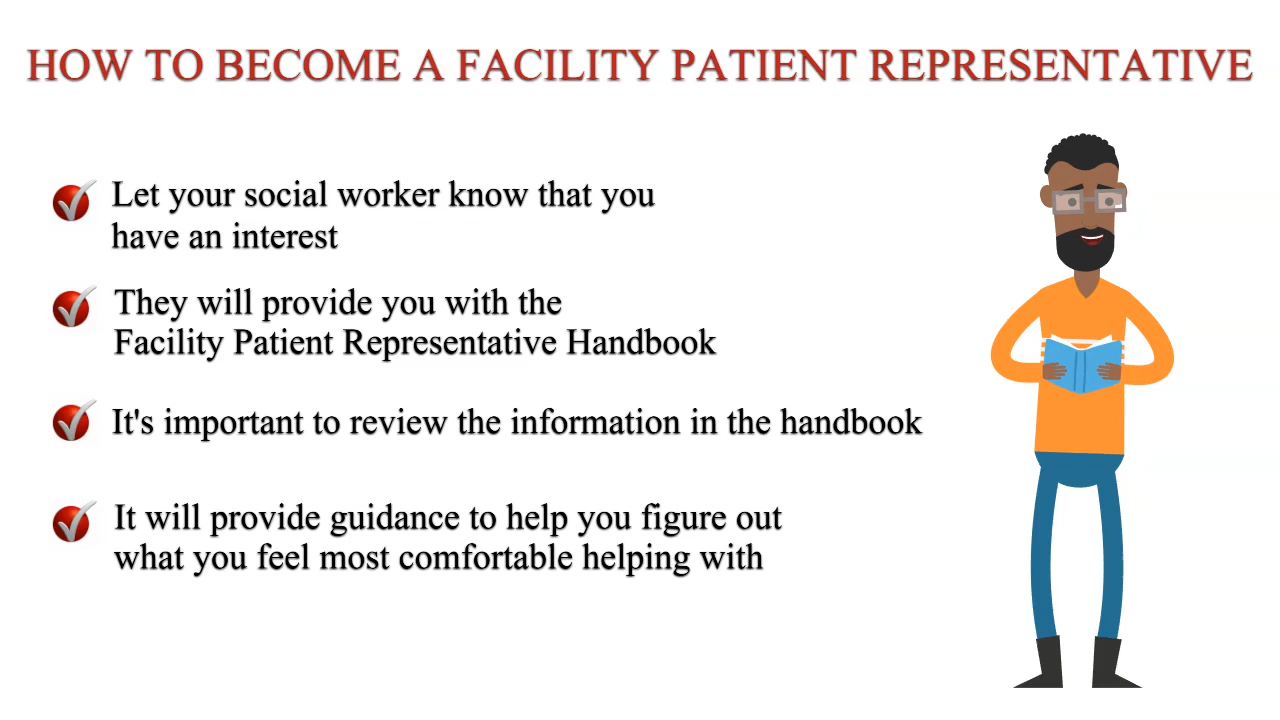 HOW TO BECOME A FACILITY PATIENT REPRESENTATIVE
Let your social worker know that you
have an interest
They will provide you with the
Facility Patient Representative Handbook
It's important to review the information in the handbook
It will provide guidance to help you figure out
what you feel most comfortable helping with